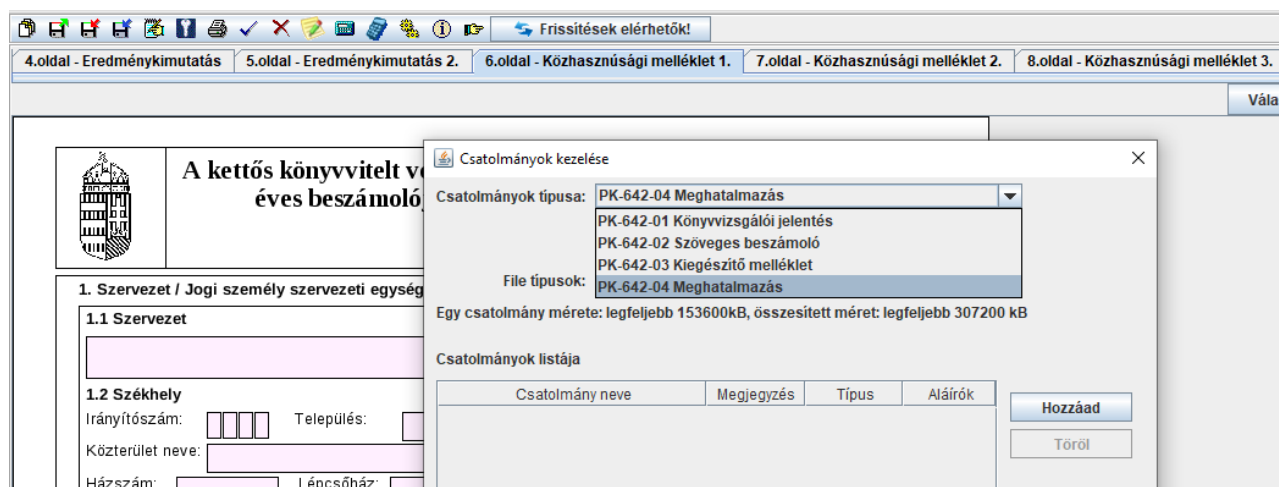 Frissítések elérhetők!
4.oldal - Eredménykimutatás
5.oldal - Eredménykimutatás 2.
6.oldal - Közhasznúsági melléklet 1.
7.oldal - Közhasznúsági melléklet 2.
8.oldal - Közhasznúsági melléklet 3.
Vála
A kettős könyvvitelt v
éves beszámoló
1. Szervezet / Jogi személy szervezeti egység
1.1 Szervezet
1.2 Székhely
Irányítószám:
Település:
Közterület neve:
Házszám:
Lépcsőház:
Csatolmányok kezelése
Csatolmányok típusa:
PK-642-04 Meghatalmazás
PK-642-01 Könyvvizsgálói jelentés
PK-642-02 Szöveges beszámoló
PK-642-03 Kiegészítő melléklet
PK-642-04 Meghatalmazás
File típusok:
Egy csatolmány mérete: legfeljebb 153600kB, összesített méret: legfeljebb 307200 kB
Csatolmányok listája
Csatolmány neve
Megjegyzés
Típus
Aláírók
Hozzáad
Töröl